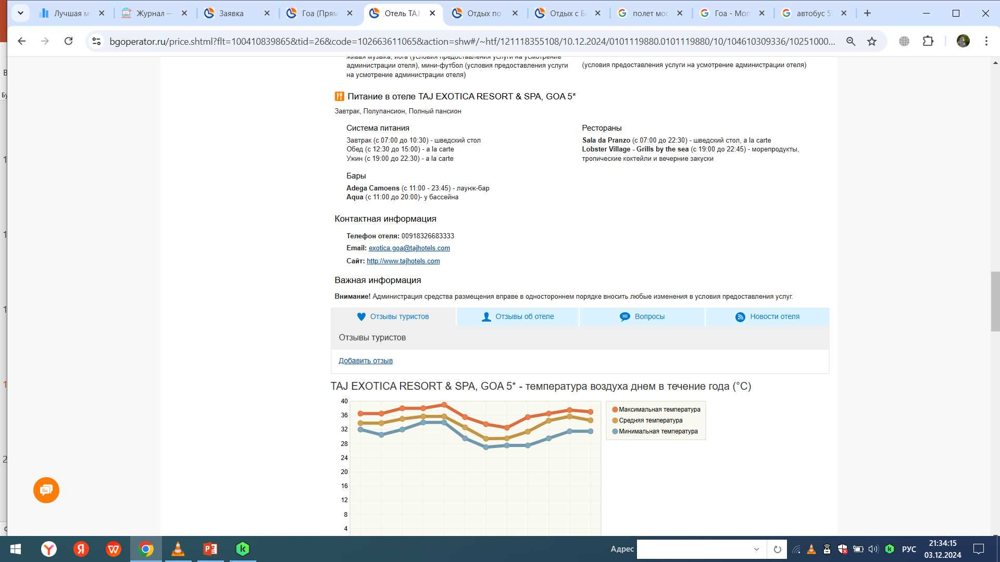 Лучшая м
Журнал —
Заявка
Гоа (Прям
Отель TAJ
Отдых по
Отдых с Б
полет мос
Гоа - Моп
автобус 5
bgoperator.ru/price.shtml?flt=100410839865&tid=26&code=102663611065&action=shw#/~htf/121118355108/10.12.2024/0101119880.0101119880/10/104610309336/10251000...
живая музыка, йога (условия предоставления услуги на усмотрение
администрации отеля), мини-футбол (условия предоставления услуги
на усмотрение администрации отеля)
(условия предоставления услуги на усмотрение администрации отеля)
Питание в отеле TAJ EXOTICA RESORT & SPA, GOA 5*
Завтрак, Полупансион, Полный пансион
Система питания
Завтрак (с 07:00 до 10:30) - шведский стол
Обед (с 12:30 до 15:00) - a la carte
Ужин (с 19:00 до 22:30) - a la carte
Рестораны
Sala da Pranzo (с 07:00 до 22:30) - шведский стол, a la carte
Lobster Village - Grills by the sea (с 19:00 до 22:45) - морепродукты,
тропические коктейли и вечерние закуски
Бары
Adega Camoens (с 11:00 - 23:45) - лаунж-бар
Aqua (с 11:00 до 20:00)- у бассейна
Контактная информация
Телефон отеля: 00918326683333
Email: exotica.goa@tajhotels.com
Сайт: http://www.tajhotels.com
Важная информация
Внимание! Администрация средства размещения вправе в одностороннем порядке вносить любые изменения в условия предоставления услуг.
Отзывы туристов
Отзывы об отеле
Вопросы
Новости отеля
Отзывы туристов
Добавить отзыв
TAJ EXOTICA RESORT & SPA, GOA 5* - температура воздуха днем в течение года (°C)
40
36
32
28
24
20
16
12
8
4
Максимальная температура
Средняя температура
Минимальная температура
Адрес
РУС
21:34:15
03.12.2024